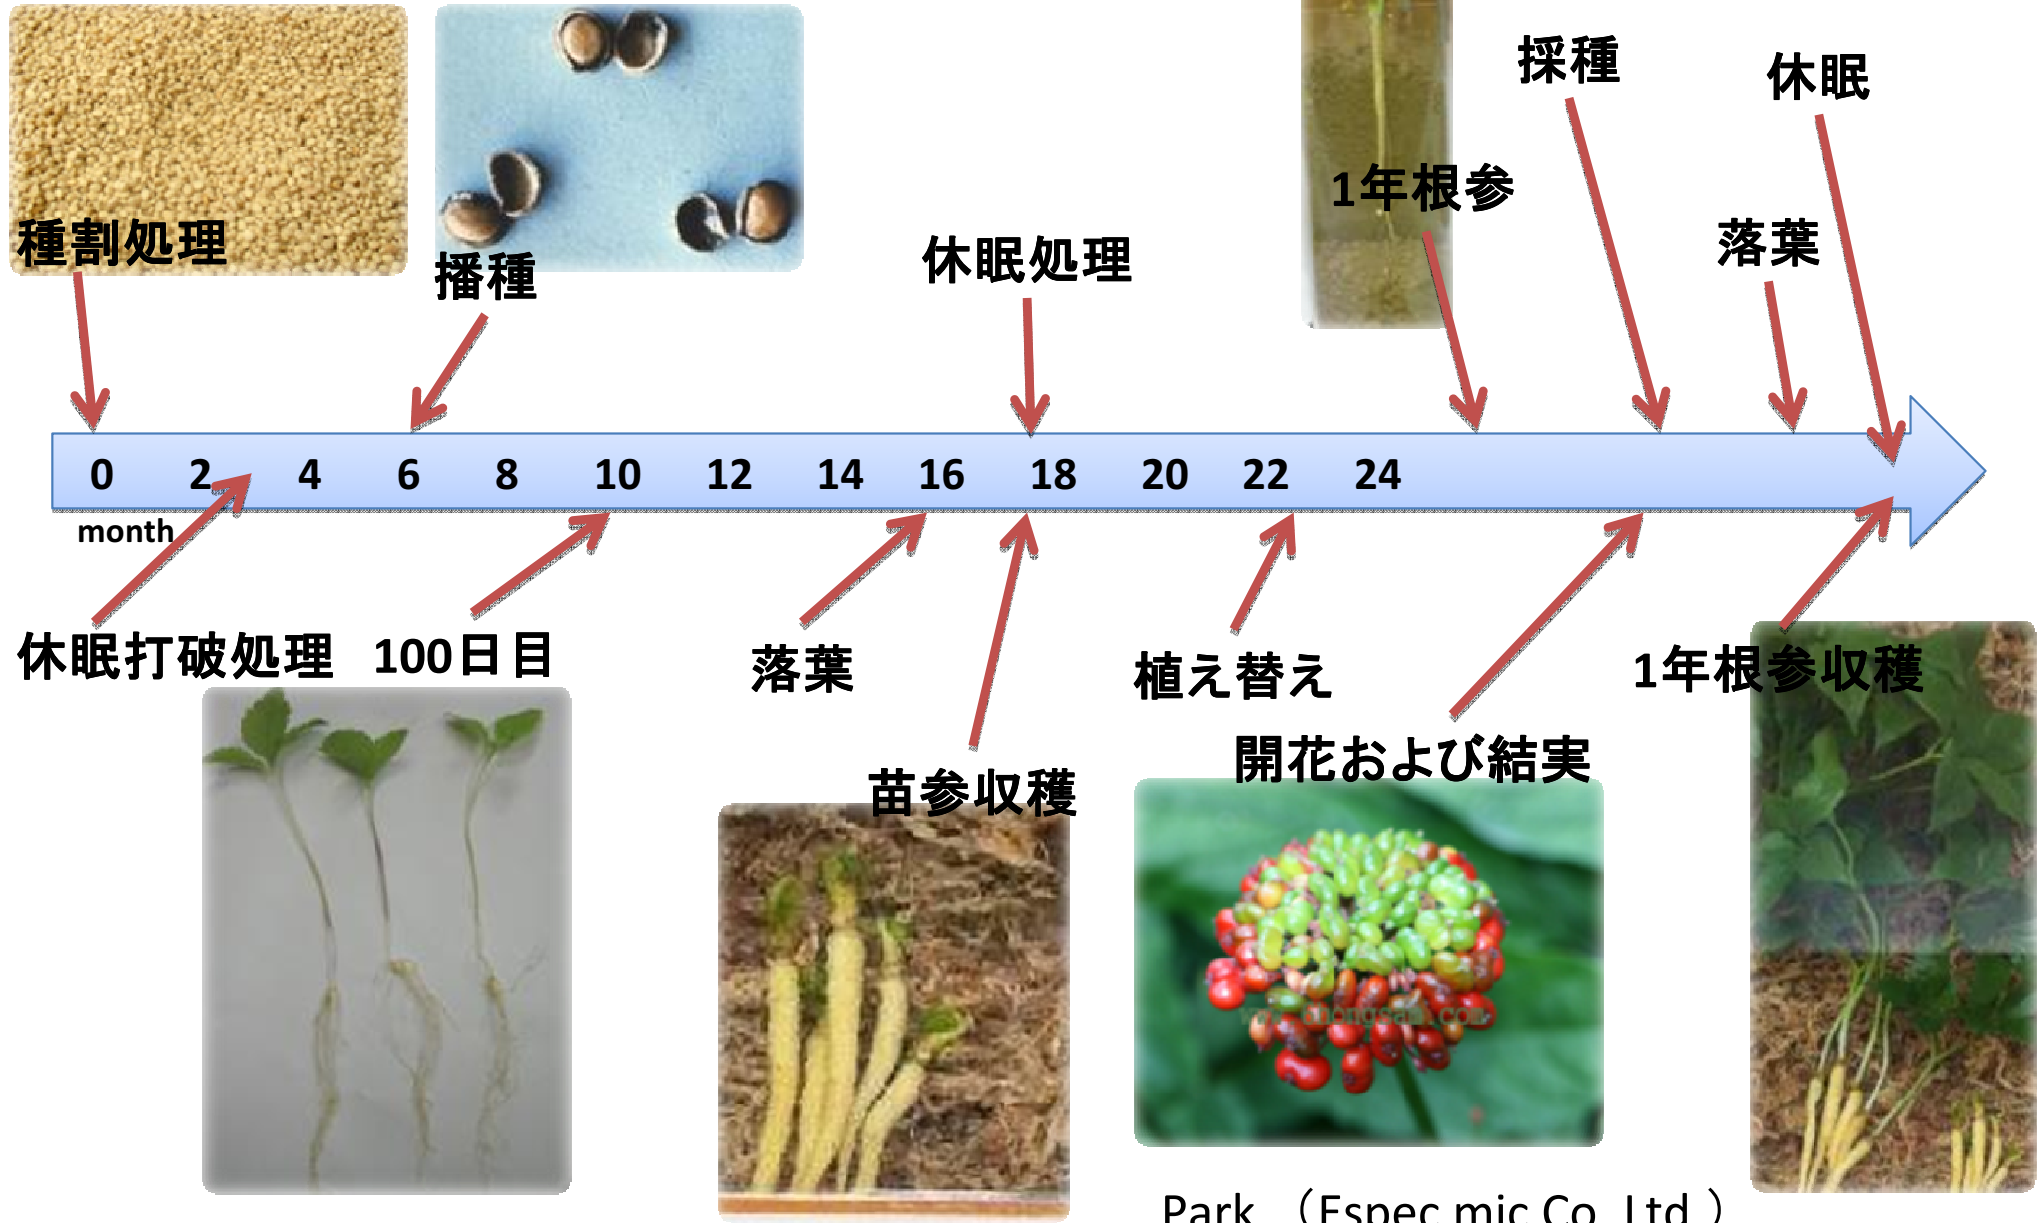 採種
休眠
1年根参
種割処理
播種
休眠処理
落葉
0 2 4 6 8 10 12 14 16 18 20 22 24
month
休眠打破処理
100日目
落葉
植え替え
1年根参収穫
開花および結実
苗参収穫
Park （Espec mic Co. Ltd.）